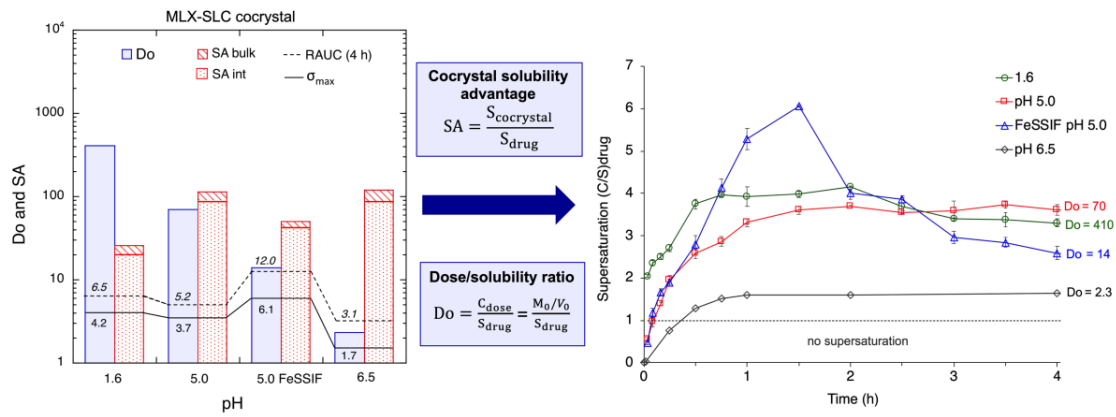 MLX-SLC cocrystal
Do and SA
10⁴
1000
100
10
1
Do
SA bulk
SA int
RAUC (4 h)
σmax
6.5
5.2
12.0
3.1
4.2
3.7
6.1
1.7
1.6
5.0
5.0 FeSSIF
6.5
pH
Cocrystal solubility
advantage
SA = Scocrystal / Sdrug
Dose/solubility ratio
Do = Cdose / Sdrug = M₀/V₀ / Sdrug
Supersaturation (C/S)drug
7
6
5
4
3
2
1
0
1.6
pH 5.0
FeSSIF pH 5.0
pH 6.5
Do = 70
Do = 410
Do = 14
Do = 2.3
no supersaturation
0
1
2
3
4
Time (h)